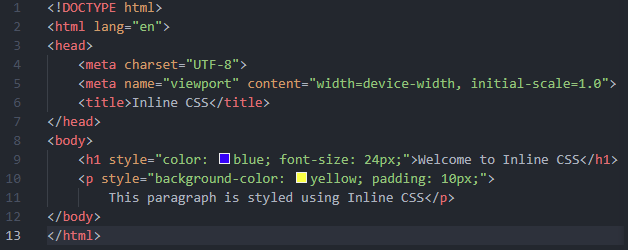 1 <!DOCTYPE html>
2 <html lang="en">
3 <head>
4     <meta charset="UTF-8">
5     <meta name="viewport" content="width=device-width, initial-scale=1.0">
6     <title>Inline CSS</title>
7 </head>
8 <body>
9     <h1 style="color: blue; font-size: 24px;">Welcome to Inline CSS</h1>
10     <p style="background-color: yellow; padding: 10px;">
11         This paragraph is styled using Inline CSS</p>
12 </body>
13 </html>